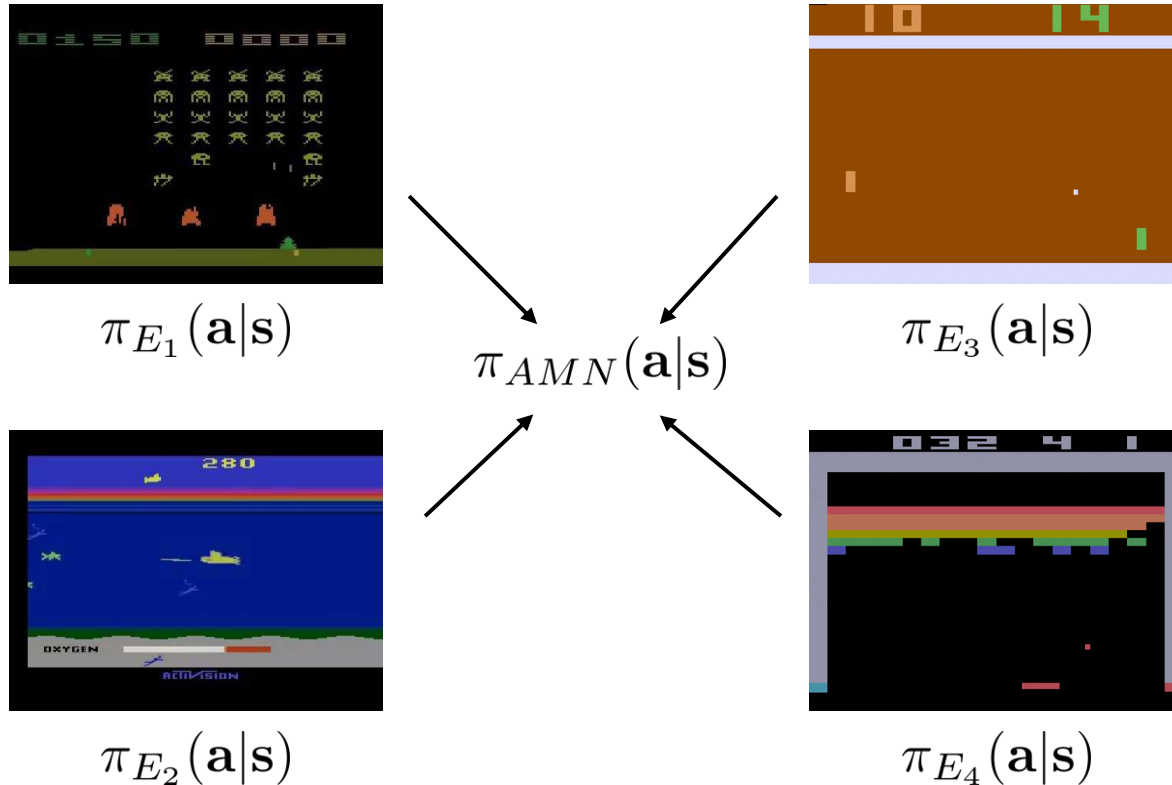 0150 0000
10 14
π_{E_1}(a|s)
π_{E_3}(a|s)
π_{AMN}(a|s)
280
OXYGEN
ACTIVISION
032 4 1
π_{E_2}(a|s)
π_{E_4}(a|s)